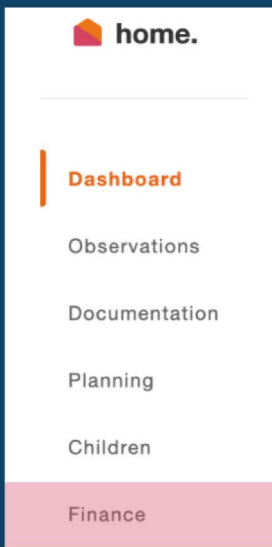 home.
Dashboard
Observations
Documentation
Planning
Children
Finance